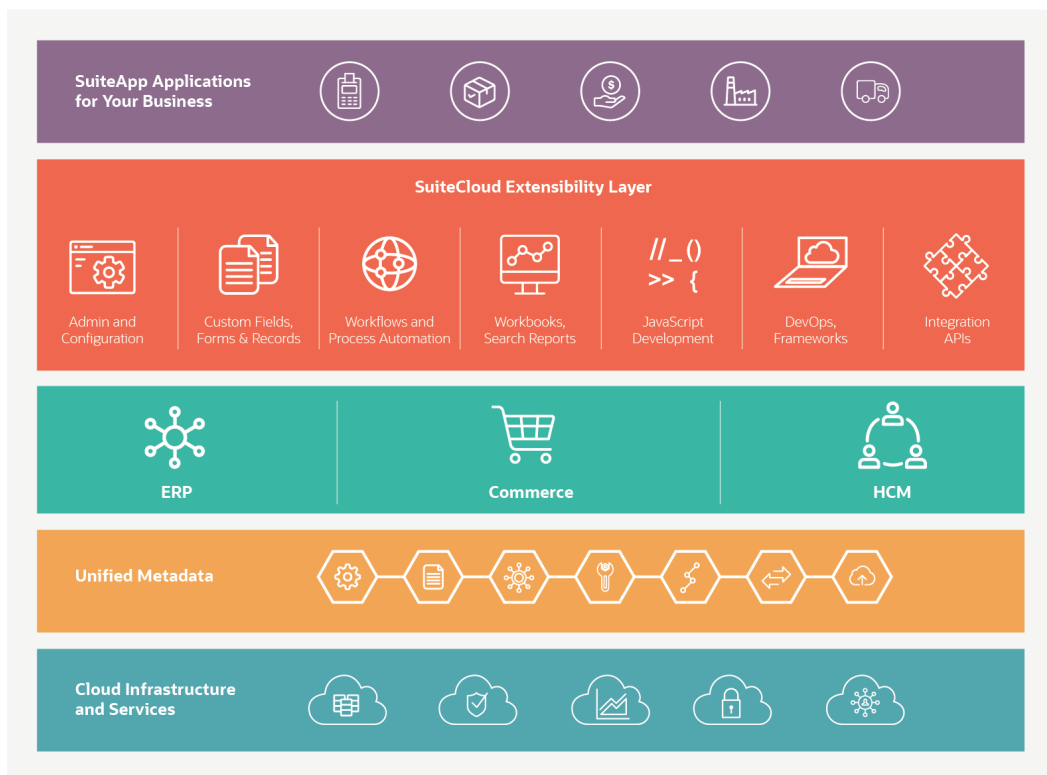 SuiteApp Applications
for Your Business
SuiteCloud Extensibility Layer
Admin and
Configuration
Custom Fields,
Forms & Records
Workflows and
Process Automation
Workbooks,
Search Reports
//_()
>> {
JavaScript
Development
DevOps,
Frameworks
Integration
APIs
ERP
Commerce
HCM
Unified Metadata
Cloud Infrastructure
and Services